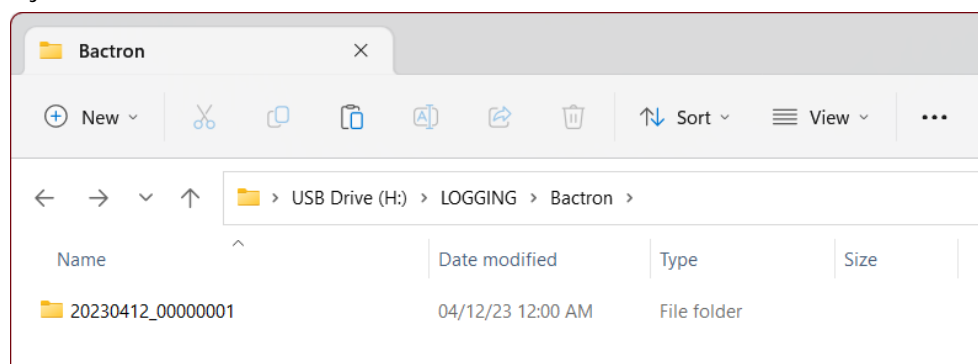 Bactron
New Sort View
USB Drive (H:) LOGGING Bactron
Name Date modified Type Size
20230412_00000001 04/12/23 12:00 AM File folder